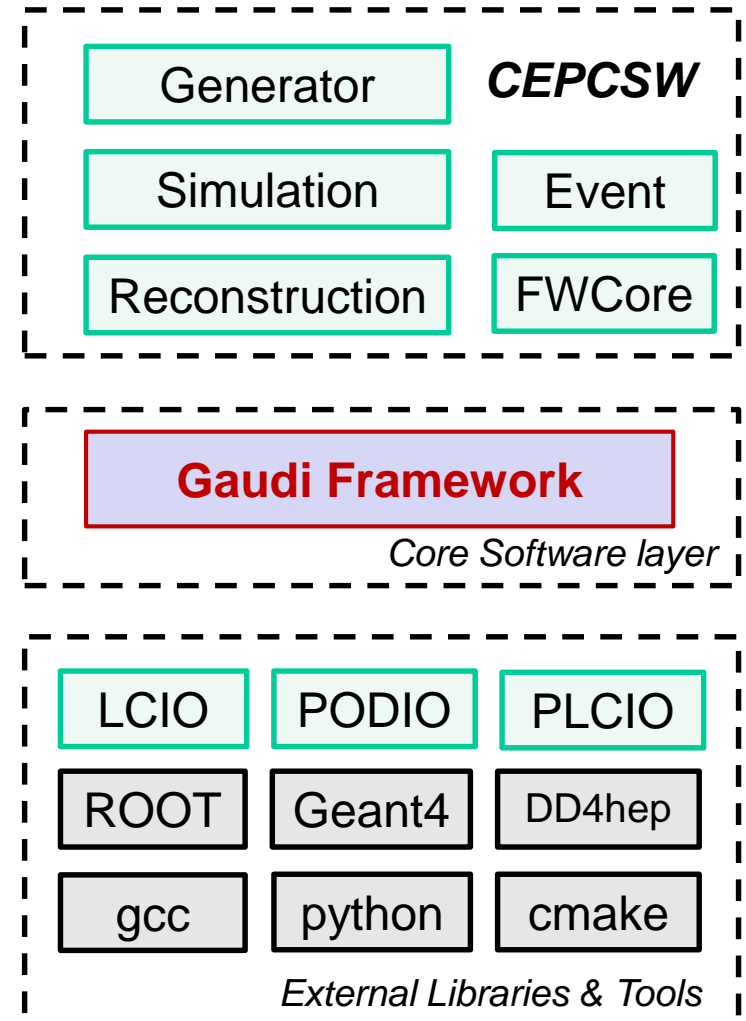 Generator CEPCSW
Simulation Event
Reconstruction FWCore
Gaudi Framework
Core Software layer
LCIO PODIO PLCIO
ROOT Geant4 DD4hep
gcc python cmake
External Libraries & Tools